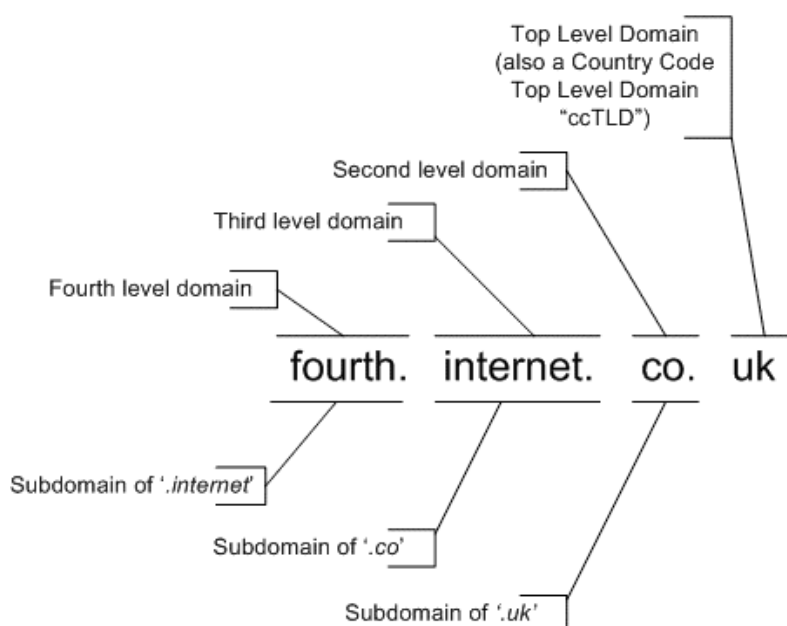 Top Level Domain
(also a Country Code
Top Level Domain
“ccTLD”)
Second level domain
Third level domain
Fourth level domain
fourth. internet. co. uk
Subdomain of ‘.internet’
Subdomain of ‘.co’
Subdomain of ‘.uk’